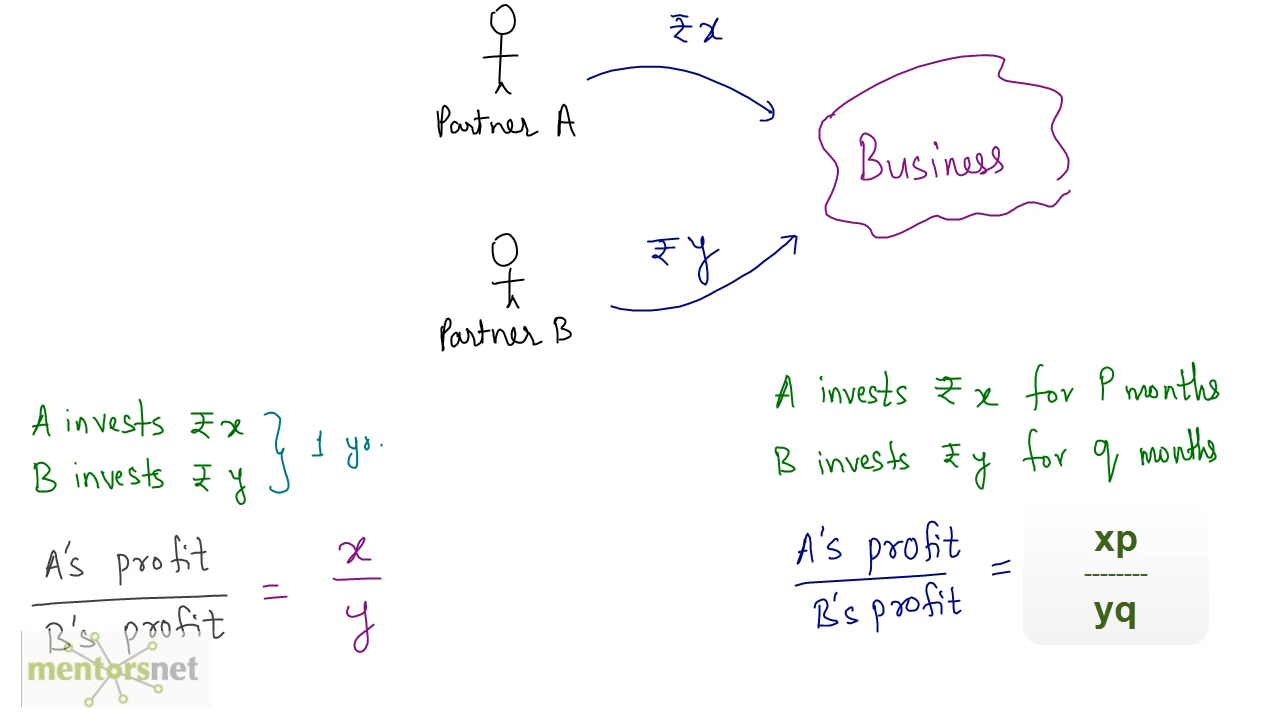 ₹x
Partner A
Business
₹y
Partner B
A invests ₹x
B invests ₹y
1 yr.
A's profit
B's profit
=
x
y
A invests ₹x for P months
B invests ₹y for q months
A's profit
B's profit
=
xp
---------
yq
mentorsnet